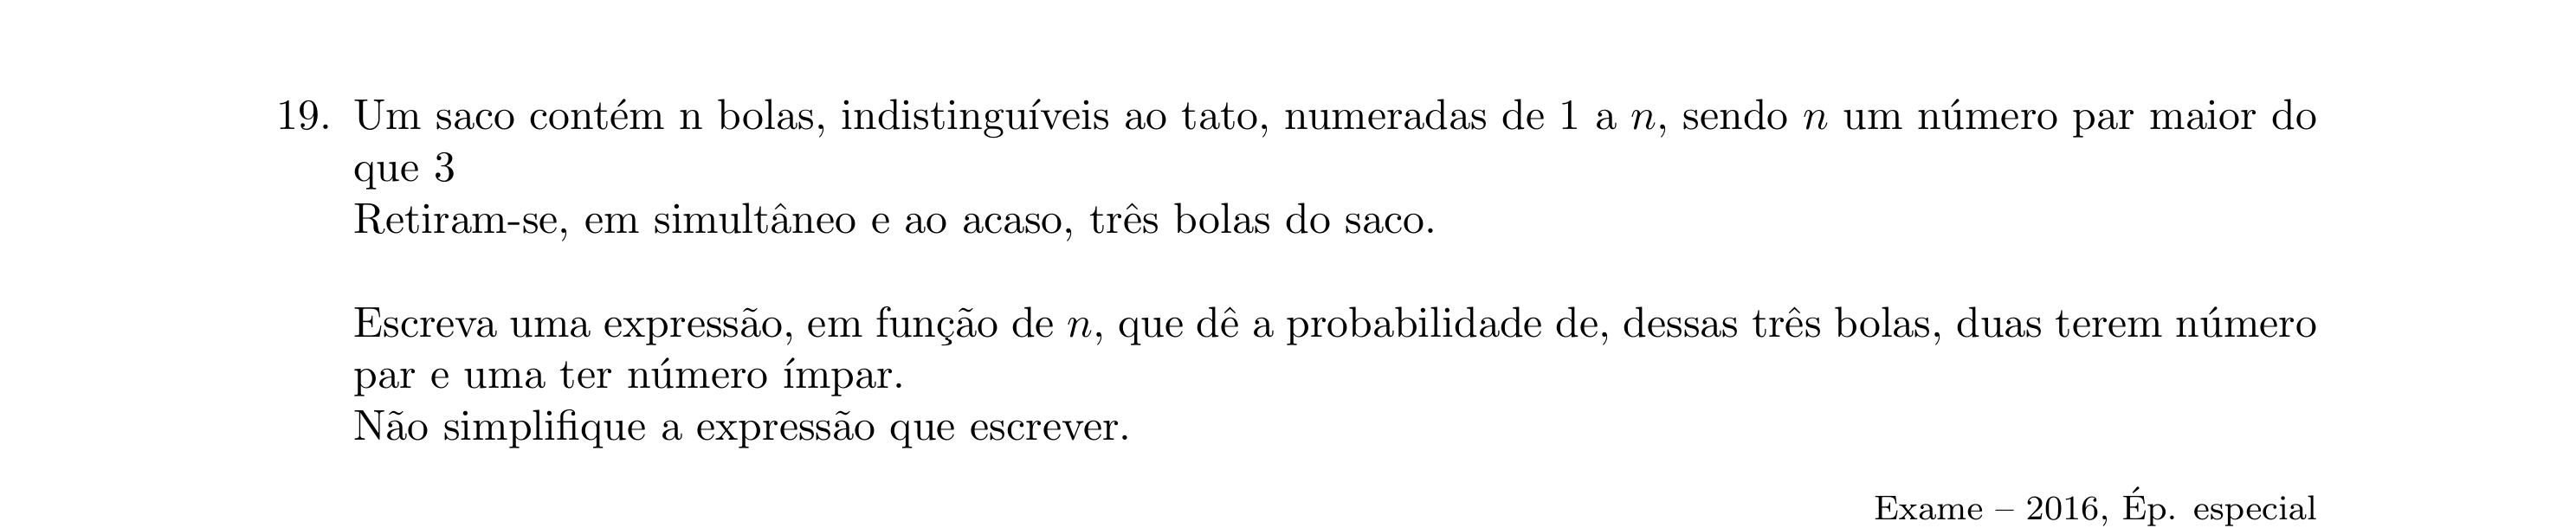 19. Um saco contém n bolas, indistinguíveis ao tato, numeradas de 1 a n, sendo n um número par maior do
que 3
Retiram-se, em simultâneo e ao acaso, três bolas do saco.
Escreva uma expressão, em função de n, que dê a probabilidade de, dessas três bolas, duas terem número
par e uma ter número ímpar.
Não simplifique a expressão que escrever.
Exame – 2016, Ép. especial